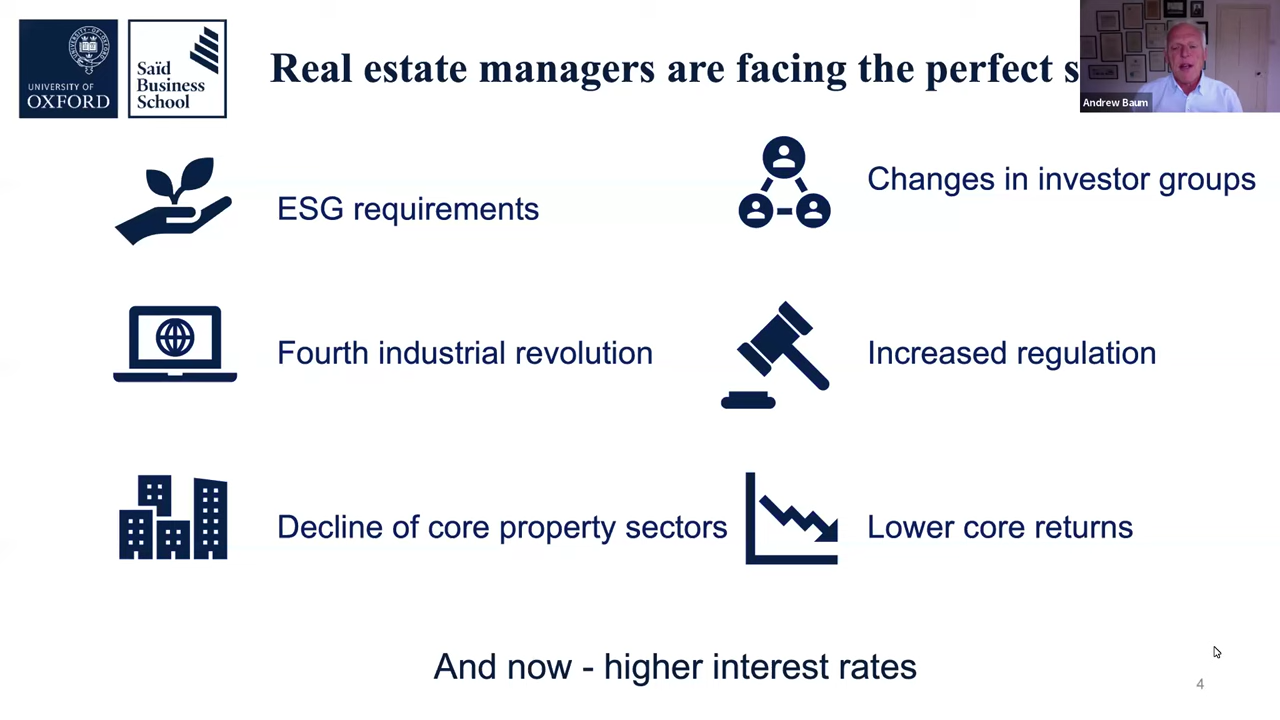 UNIVERSITY OF
OXFORD
Saïd
Business
School
Real estate managers are facing the perfect s
Andrew Baum
ESG requirements
Changes in investor groups
Fourth industrial revolution
Increased regulation
Decline of core property sectors
Lower core returns
And now - higher interest rates
4